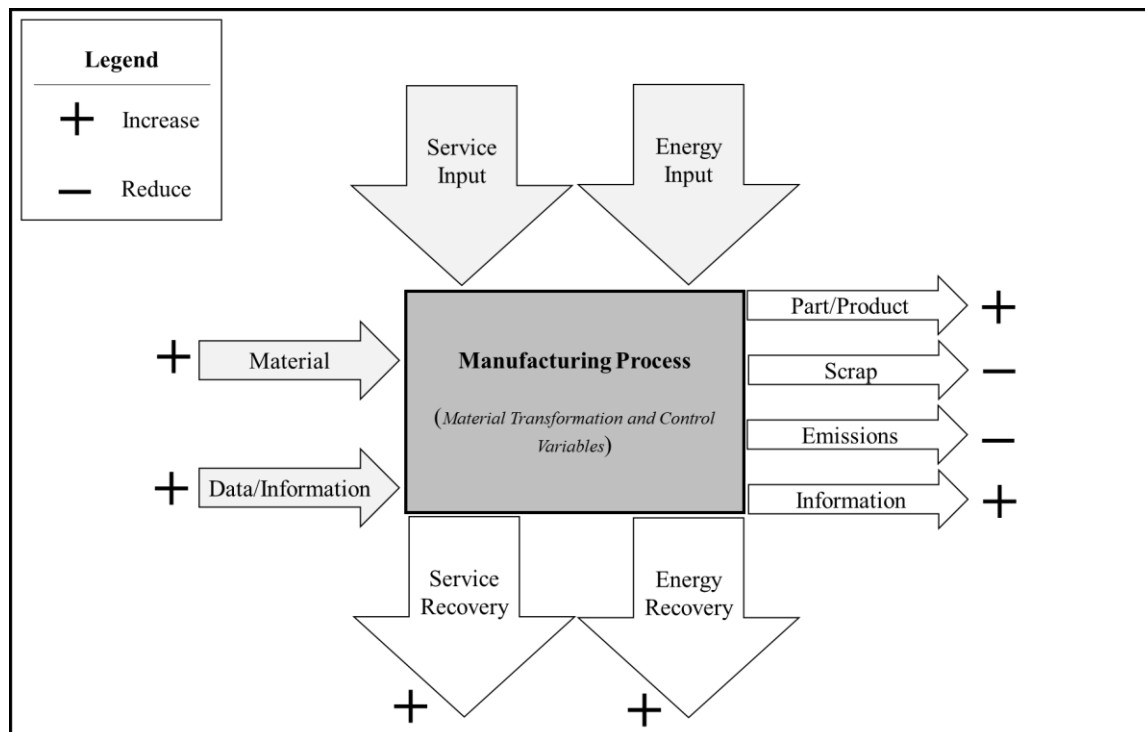 Legend
+ Increase
− Reduce
Service
Input
Energy
Input
+ Material
+ Data/Information
Manufacturing Process
(Material Transformation and Control
Variables)
Part/Product +
Scrap −
Emissions −
Information +
Service
Recovery
+
Energy
Recovery
+